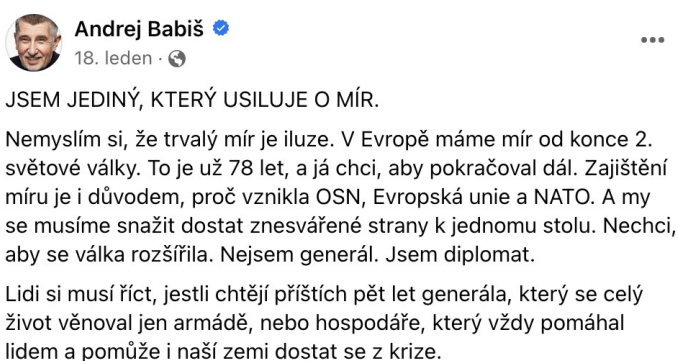 Andrej Babiš
18. leden ·
JSEM JEDINÝ, KTERÝ USILUJE O MÍR.
Nemyslím si, že trvalý mír je iluze. V Evropě máme mír od konce 2.
světové války. To je už 78 let, a já chci, aby pokračoval dál. Zajištění
míru je i důvodem, proč vznikla OSN, Evropská unie a NATO. A my
se musíme snažit dostat znesvářené strany k jednomu stolu. Nechci,
aby se válka rozšířila. Nejsem generál. Jsem diplomat.
Lidi si musí říct, jestli chtějí příštích pět let generála, který se celý
život věnoval jen armádě, nebo hospodáře, který vždy pomáhal
lidem a pomůže i naší zemi dostat se z krize.